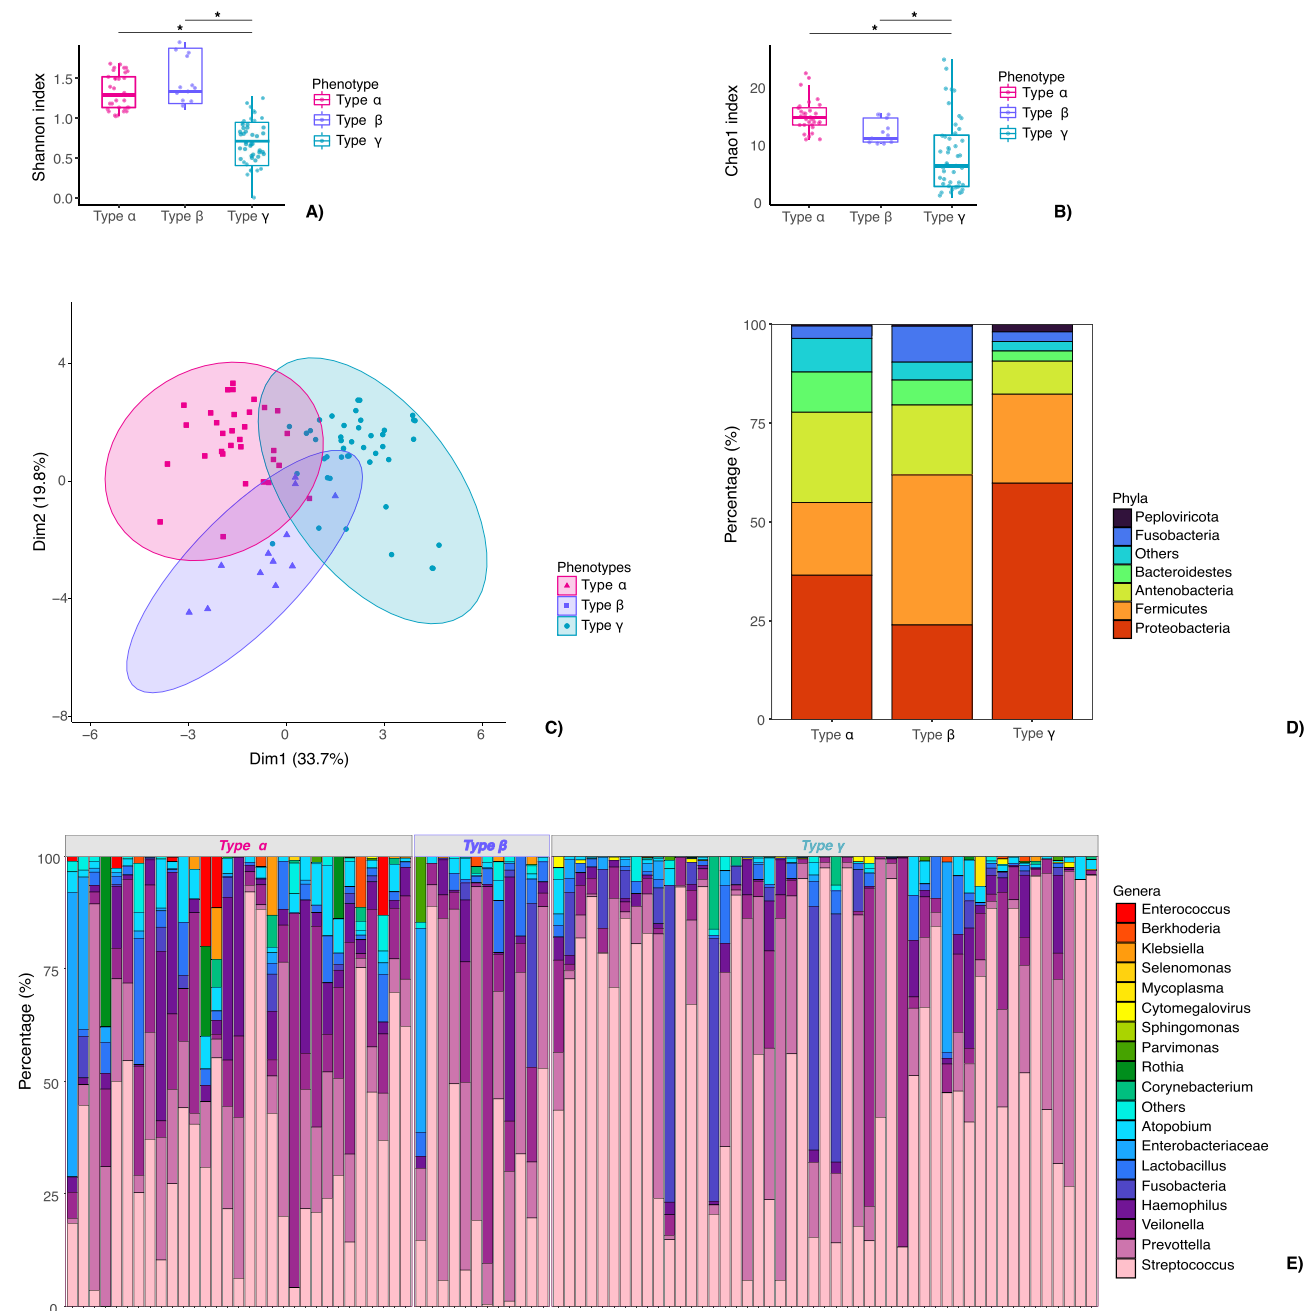 *
*
Shannon index
1.5
1.0
0.5
0.0
Type α
Type β
Type γ
Phenotype
Type α
Type β
Type γ
A)
*
*
Chao1 index
20
10
0
Type α
Type β
Type γ
Phenotype
Type α
Type β
Type γ
B)
Dim2 (19.8%)
4
0
−4
−8
−6
−3
0
3
6
Dim1 (33.7%)
Phenotypes
Type α
Type β
Type γ
C)
Percentage (%)
100
75
50
25
0
Type α
Type β
Type γ
Phyla
Peploviricota
Fusobacteria
Others
Bacteroidestes
Antenobacteria
Fermicutes
Proteobacteria
D)
Type α
Type β
Type γ
Percentage (%)
100
75
50
25
0
Genera
Enterococcus
Berkhoderia
Klebsiella
Selenomonas
Mycoplasma
Cytomegalovirus
Sphingomonas
Parvimonas
Rothia
Corynebacterium
Others
Atopobium
Enterobacteriaceae
Lactobacillus
Fusobacteria
Haemophilus
Veilonella
Prevottella
Streptococcus
E)